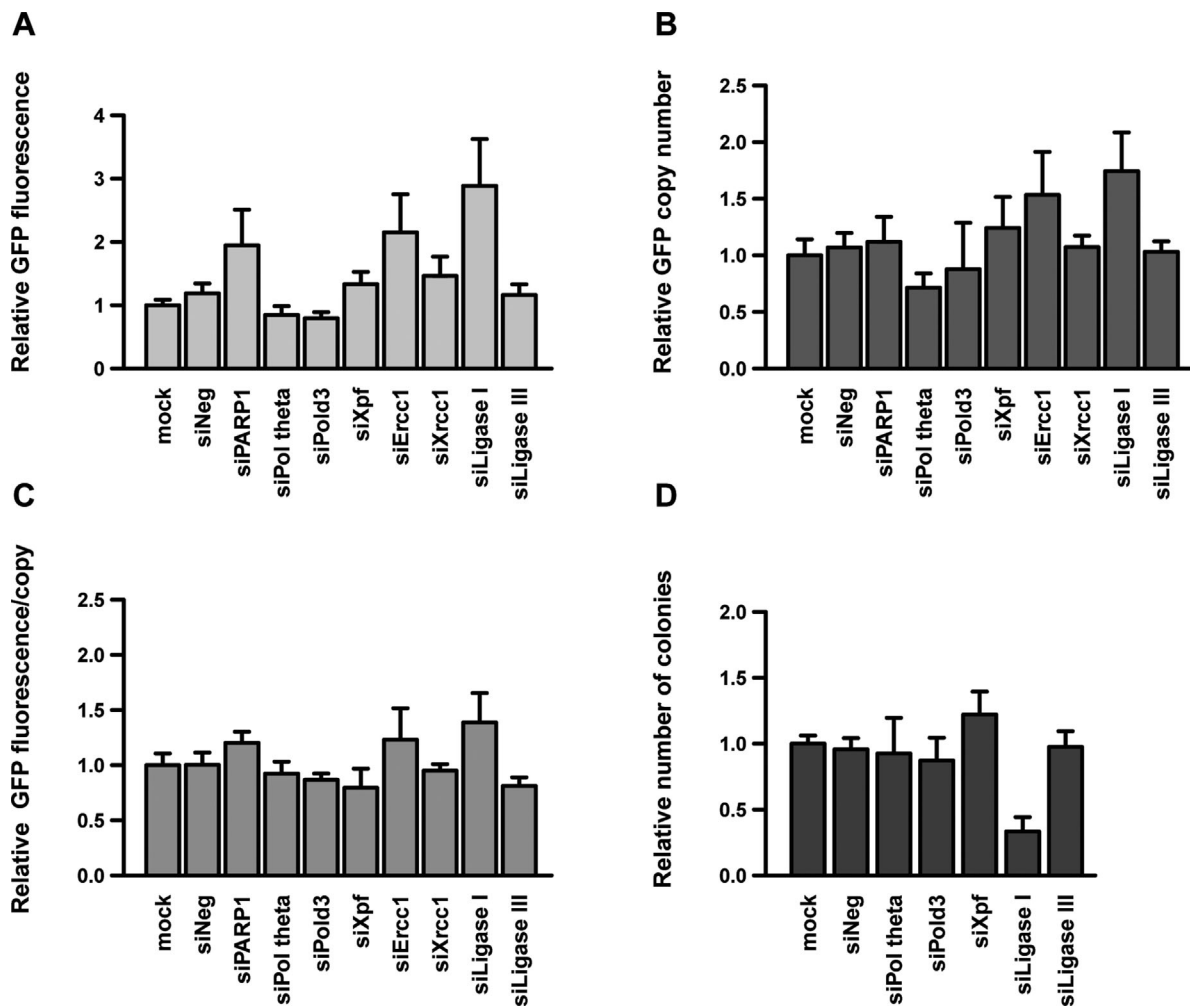 A
Relative GFP fluorescence
4
3
2
1
0
mock
siNeg
siPARP1
siPol theta
siPold3
siXpf
siErcc1
siXrcc1
siLigase I
siLigase III
B
Relative GFP copy number
2.5
2.0
1.5
1.0
0.5
0.0
mock
siNeg
siPARP1
siPol theta
siPold3
siXpf
siErcc1
siXrcc1
siLigase I
siLigase III
C
Relative GFP fluorescence/copy
2.5
2.0
1.5
1.0
0.5
0.0
mock
siNeg
siPARP1
siPol theta
siPold3
siXpf
siErcc1
siXrcc1
siLigase I
siLigase III
D
Relative number of colonies
2.0
1.5
1.0
0.5
0.0
mock
siNeg
siPol theta
siPold3
siXpf
siLigase I
siLigase III